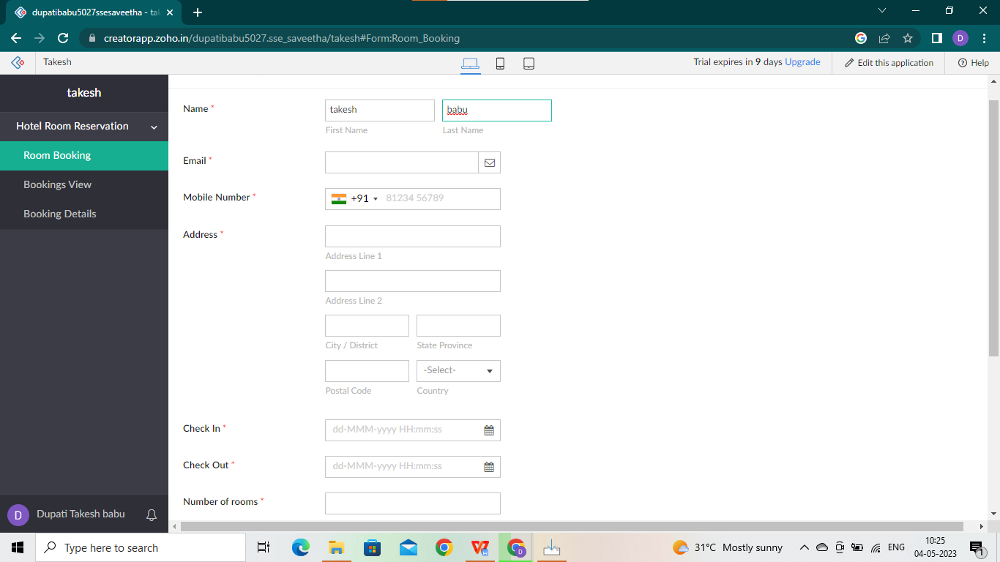 dupatibabu5027ssesaveetha - tal
creatorapp.zoho.in/dupatibabu5027.sse_saveetha/takesh#Form:Room_Booking
D
Takesh
Trial expires in 9 days Upgrade
Edit this application
Help
takesh
Hotel Room Reservation
Room Booking
Bookings View
Booking Details
Name *
takesh
babu
First Name
Last Name
Email *
Mobile Number *
+91
81234 56789
Address *
Address Line 1
Address Line 2
City / District
State Province
-Select-
Postal Code
Country
Check In *
dd-MMM-yyyy HH:mm:ss
Check Out *
dd-MMM-yyyy HH:mm:ss
Number of rooms *
D
Dupati Takesh babu
Type here to search
31°C Mostly sunny
ENG
10:25
04-05-2023
1